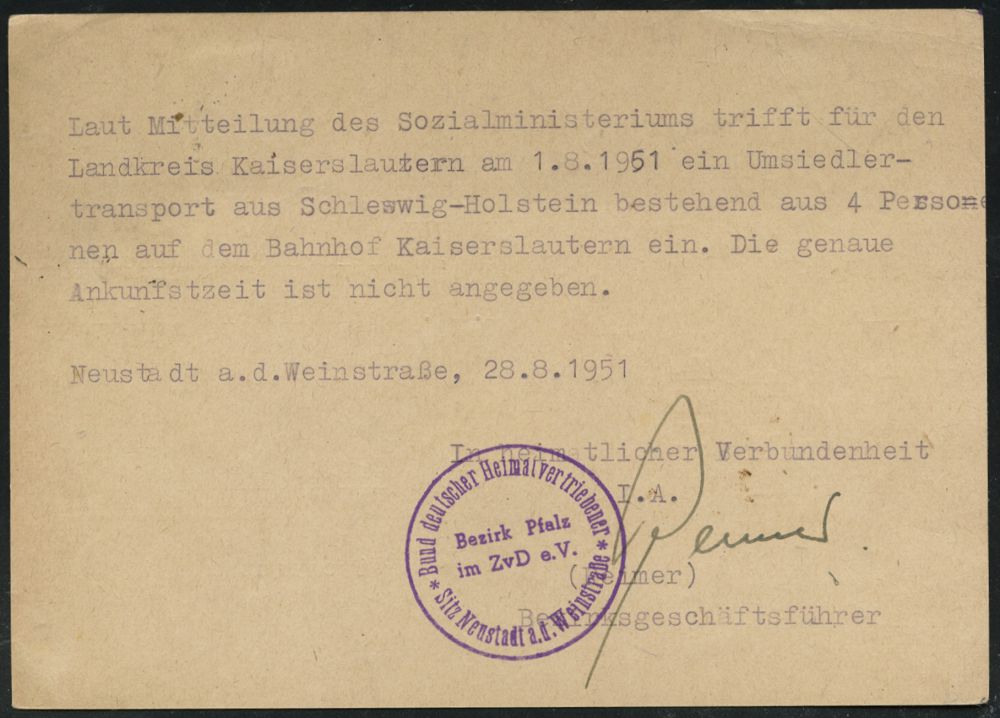 Laut Mitteilung des Sozialministeriums trifft für den
Landkreis Kaiserslautern am 1.8.1951 ein Umsiedler-
transport aus Schleswig-Holstein bestehend aus 4 Persone
nen auf dem Bahnhof Kaiserslautern ein. Die genaue
Ankunfstzeit ist nicht angegeben.
Neustadt a.d.Weinstraße, 28.8.1951
In heimatlicher Verbundenheit
I.A.
Reimer
(Reimer)
Bezirksgeschäftsführer
* Bund deutscher Heimatvertriebener *
Bezirk Pfalz
im ZvD e.V.
Sitz Neustadt a.d. Weinstraße